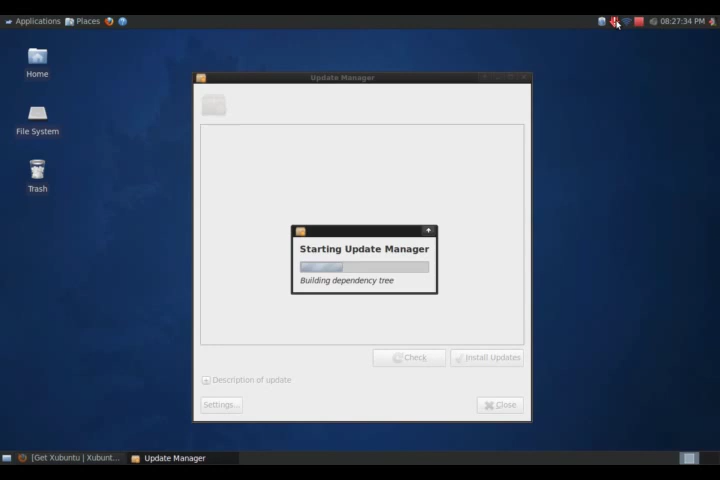 Applications Places 08:27:34 PM
Home
File System
Trash
Update Manager
Starting Update Manager
Building dependency tree
Check Install Updates
Description of update
Settings... Close
[Get Xubuntu | Xubunt... Update Manager